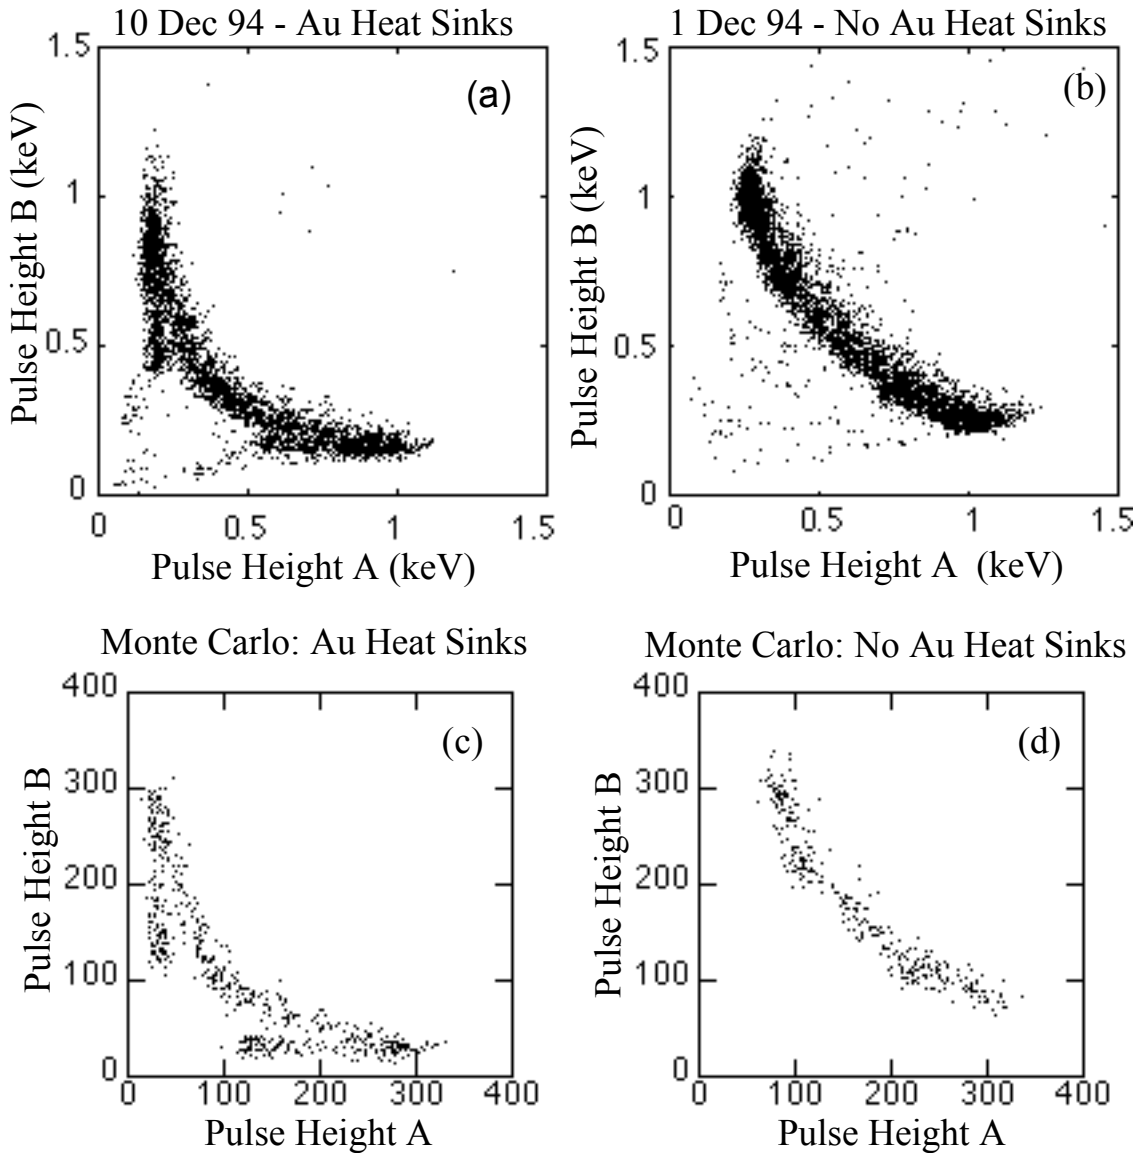 10 Dec 94 - Au Heat Sinks
1 Dec 94 - No Au Heat Sinks
1.5
(a)
1
0.5
0
Pulse Height B (keV)
0 0.5 1 1.5
Pulse Height A (keV)
1.5
(b)
1
0.5
0
Pulse Height B (keV)
0 0.5 1 1.5
Pulse Height A (keV)
Monte Carlo: Au Heat Sinks
Monte Carlo: No Au Heat Sinks
400
(c)
300
200
100
0
Pulse Height B
0 100 200 300 400
Pulse Height A
400
(d)
300
200
100
0
Pulse Height B
0 100 200 300 400
Pulse Height A